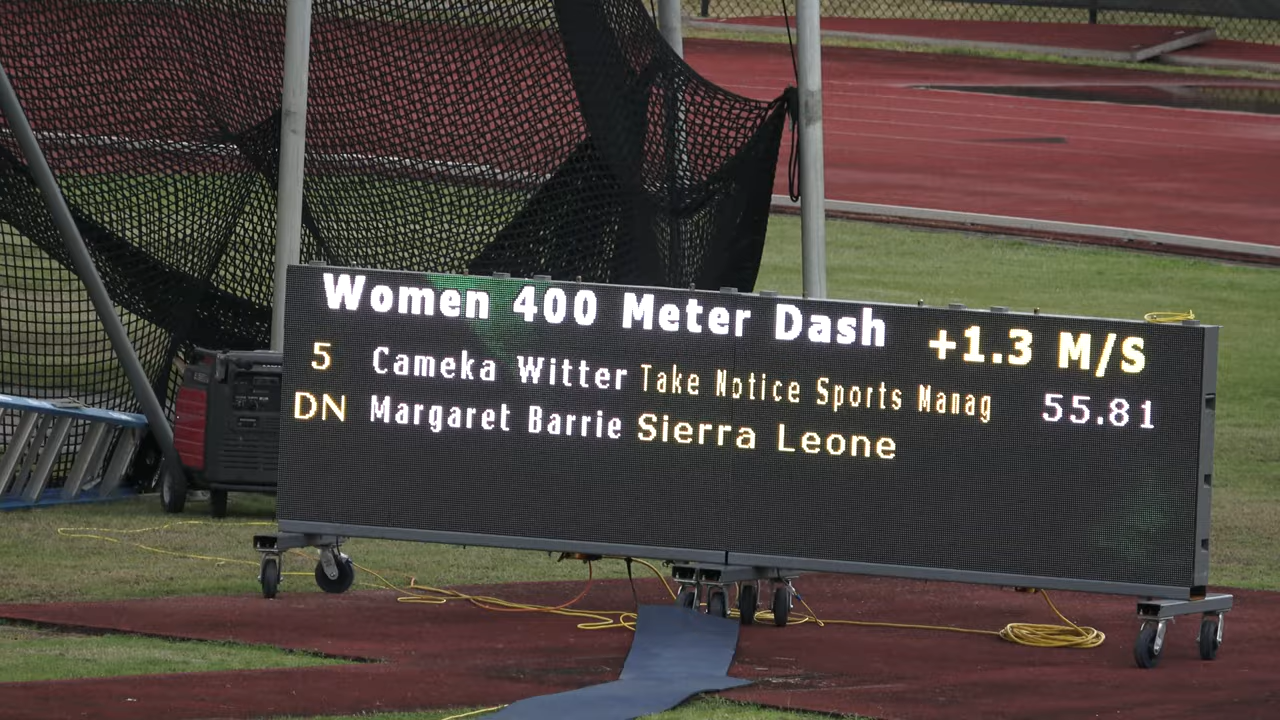 Women 400 Meter Dash +1.3 M/S
5 Cameka Witter Take Notice Sports Manag 55.81
DN Margaret Barrie Sierra Leone